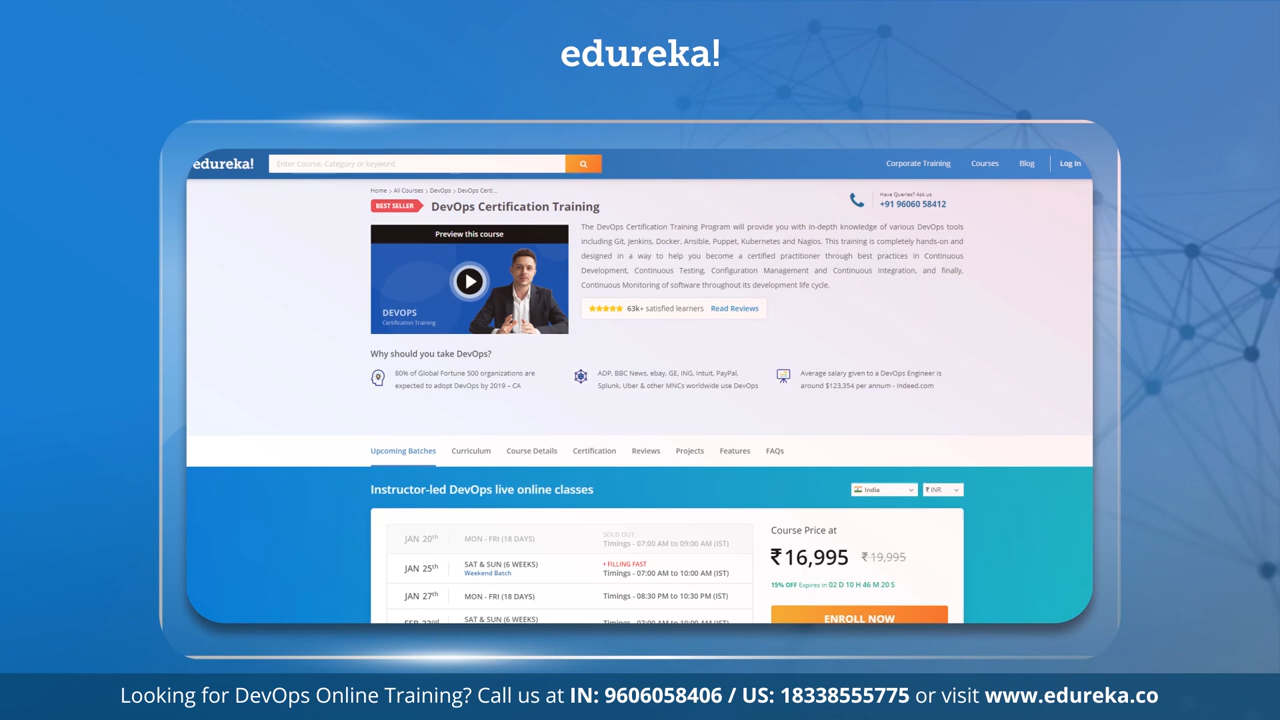 edureka!
edureka!
Enter Course, Category or keyword
Corporate Training
Courses
Blog
Log In
Home > All Courses > DevOps > DevOps Certi...
BEST SELLER
DevOps Certification Training
Have Queries? Ask us
+91 96060 58412
Preview this course
DEVOPS
Certification Training
The DevOps Certification Training Program will provide you with in-depth knowledge of various DevOps tools
including Git, Jenkins, Docker, Ansible, Puppet, Kubernetes and Nagios. This training is completely hands-on and
designed in a way to help you become a certified practitioner through best practices in Continuous
Development, Continuous Testing, Configuration Management and Continuous Integration, and finally,
Continuous Monitoring of software throughout its development life cycle.
63k+ satisfied learners Read Reviews
Why should you take DevOps?
80% of Global Fortune 500 organizations are
expected to adopt DevOps by 2019 – CA
ADP, BBC News, ebay, GE, ING, Intuit, PayPal,
Splunk, Uber & other MNCs worldwide use DevOps
Average salary given to a DevOps Engineer is
around $123,354 per annum - Indeed.com
Upcoming Batches
Curriculum
Course Details
Certification
Reviews
Projects
Features
FAQs
Instructor-led DevOps live online classes
India
₹ INR
JAN 20th
MON - FRI (18 DAYS)
SOLD OUT
Timings - 07:00 AM to 09:00 AM (IST)
JAN 25th
SAT & SUN (6 WEEKS)
Weekend Batch
FILLING FAST
Timings - 07:00 AM to 10:00 AM (IST)
JAN 27th
MON - FRI (18 DAYS)
Timings - 08:30 PM to 10:30 PM (IST)
SAT & SUN (6 WEEKS)
Course Price at
₹16,995 ₹ 19,995
15% OFF Expires in 02 D 10 H 46 M 20 S
ENROLL NOW
Looking for DevOps Online Training? Call us at IN: 9606058406 / US: 18338555775 or visit www.edureka.co